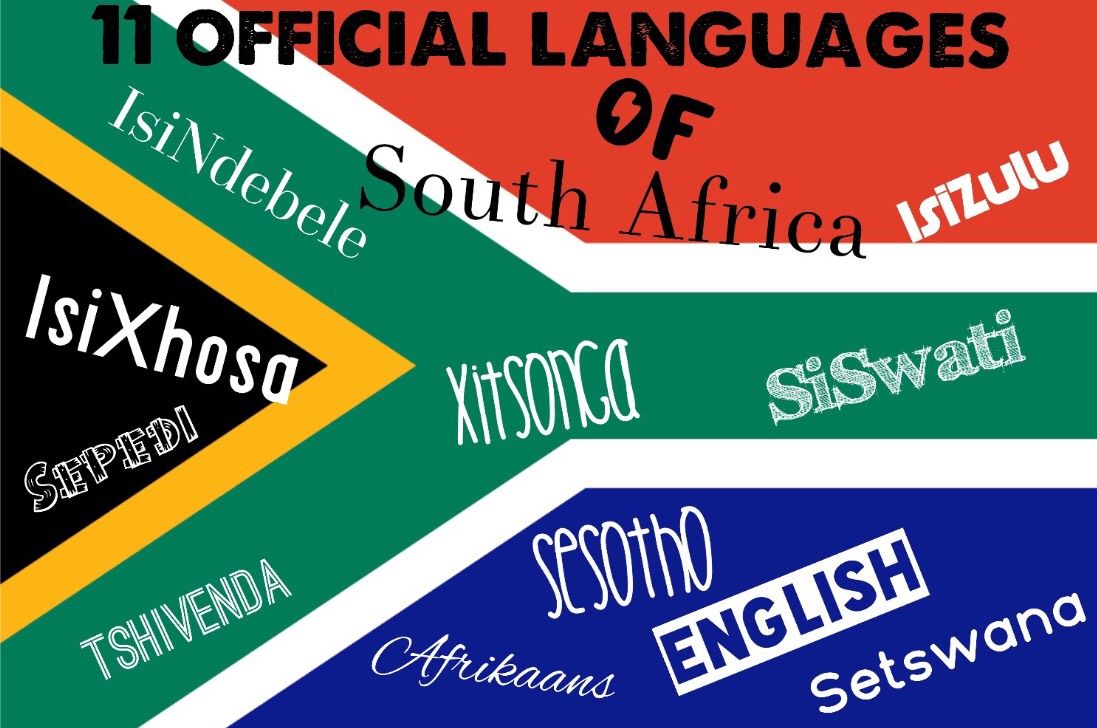 11 OFFICIAL LANGUAGES
OF
South Africa
IsiNdebele
IsiZulu
IsiXhosa
XitSONGA
SiSwati
SEPEDI
TSHIVENDA
SESOTHO
ENGLISH
Afrikaans
Setswana